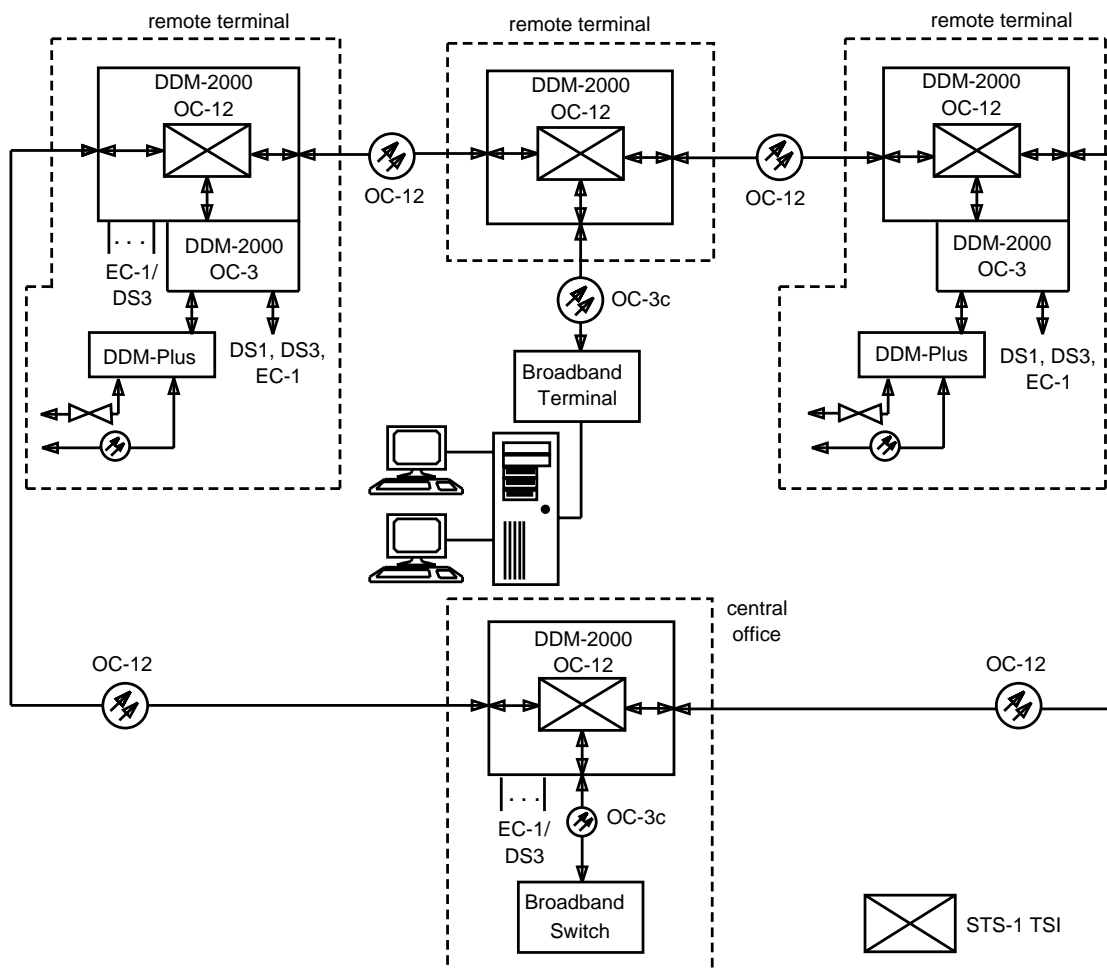 remote terminal
remote terminal
remote terminal
DDM-2000
OC-12
DDM-2000
OC-12
DDM-2000
OC-12
OC-12
OC-12
. . .
EC-1/
DS3
DDM-2000
OC-3
DDM-2000
OC-3
OC-3c
DDM-Plus
DS1, DS3,
EC-1
Broadband
Terminal
DDM-Plus
DS1, DS3,
EC-1
central
office
DDM-2000
OC-12
OC-12
OC-12
. . .
EC-1/
DS3
OC-3c
Broadband
Switch
STS-1 TSI